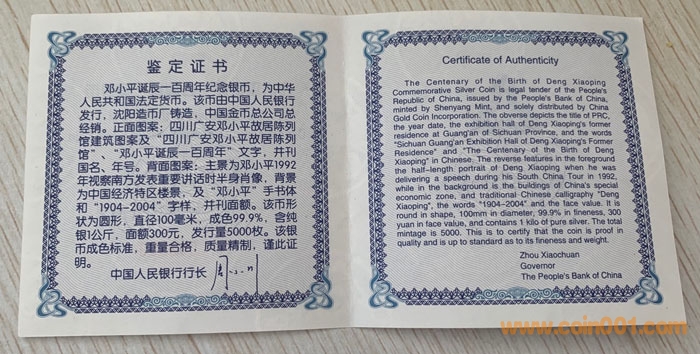 鉴定证书
邓小平诞辰一百周年纪念银币，为中华
人民共和国法定货币。该币由中国人民银行
发行，沈阳造币厂铸造，中国金币总公司总
经销。正面图案：四川广安邓小平故居陈列
馆建筑图案及“四川广安邓小平故居陈列
馆”、“邓小平诞辰一百周年”文字，并刊
国名、年号。背面图案：主景为邓小平1992
年视察南方发表重要讲话时半身肖像，背景
为中国经济特区楼景，及“邓小平”手书体
和“1904-2004”字样，并刊面额。该币形
状为圆形，直径100毫米，成色99.9%，含纯
银1公斤，面额300元，发行量5000枚。该银
币成色标准，重量合格，质量精制，谨此证
明。
中国人民银行行长 周小川
Certificate of Authenticity
The Centenary of the Birth of Deng Xiaoping
Commemorative Silver Coin is legal tender of the People's
Republic of China, issued by the People's Bank of China,
minted by Shenyang Mint, and solely distributed by China
Gold Coin Incorporation. The obverse depicts the title of PRC,
the year date, the exhibition hall of Deng Xiaoping's former
residence at Guang'an of Sichuan Province, and the words
"Sichuan Guang'an Exhibition Hall of Deng Xiaoping's Former
Residence" and "The Centenary of the Birth of Deng
Xiaoping" in Chinese. The reverse features in the foreground
the half-length portrait of Deng Xiaoping when he was
delivering a speech during his South China Tour in 1992,
while in the background is the buildings of China's special
economic zone, and traditional Chinese calligraphy "Deng
Xiaoping", the words "1904-2004" and the face value. It is
round in shape, 100mm in diameter, 99.9% in fineness, 300
yuan in face value, and contains 1 kilo of pure silver. The total
mintage is 5000. This is to certify that the coin is proof in
quality and is up to standard as to its fineness and weight.
Zhou Xiaochuan
Governor
The People's Bank of China
www.coin001.com